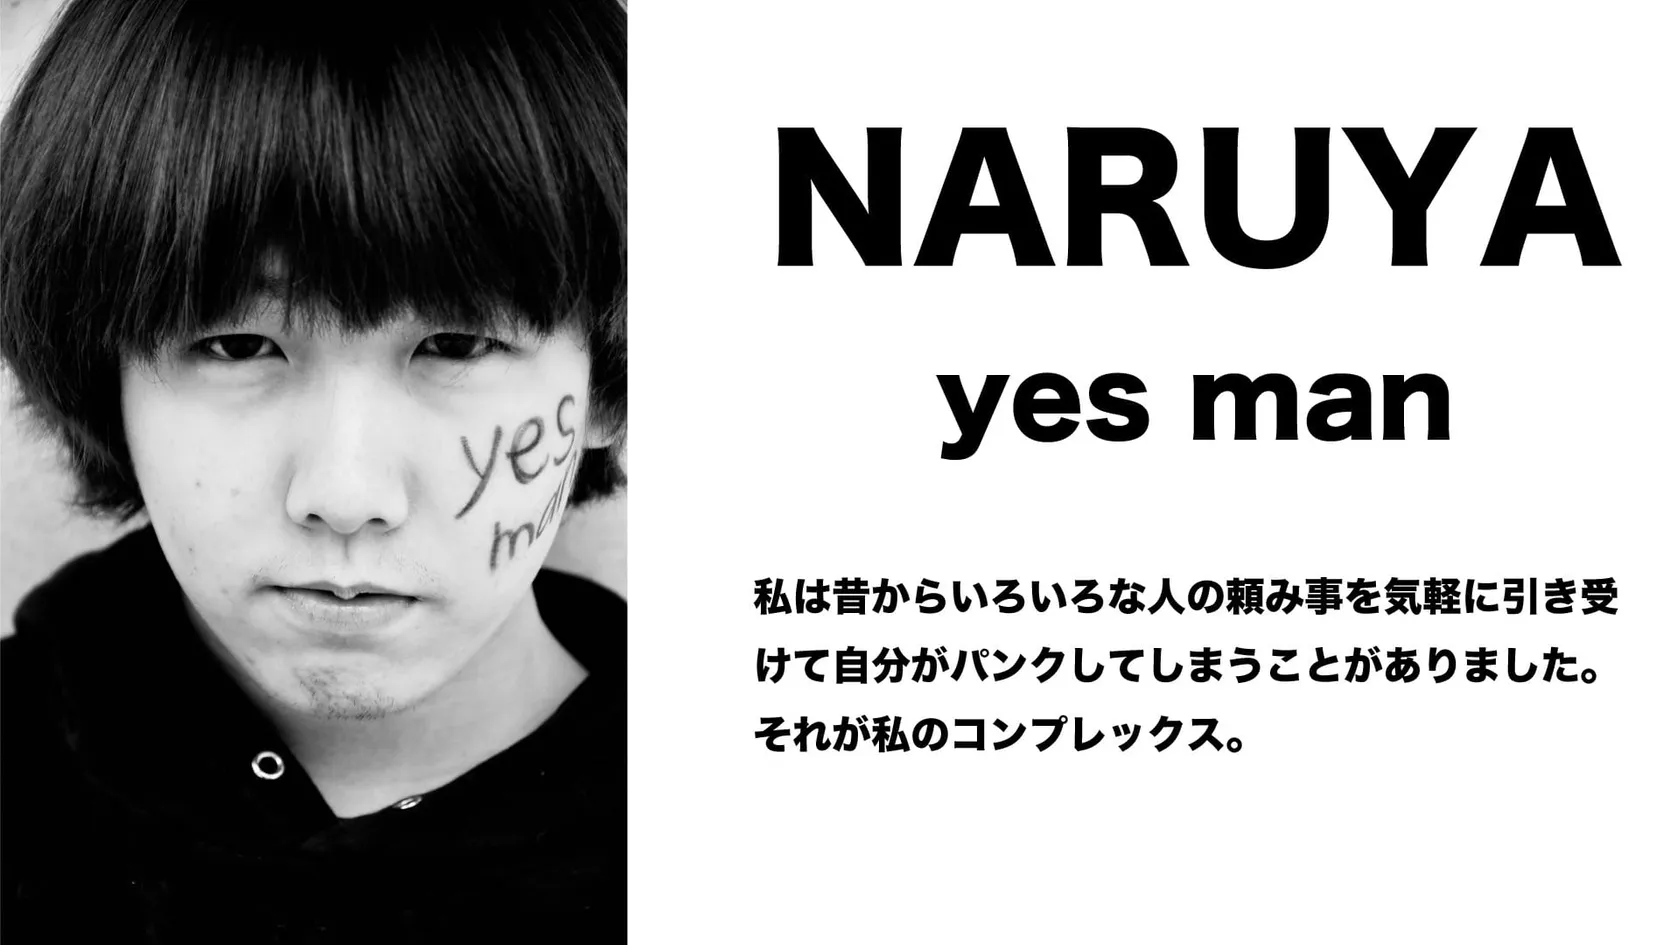 NARUYA
yes man
yes
man
私は昔からいろいろな人の頼み事を気軽に引き受
けて自分がパンクしてしまうことがありました。
それが私のコンプレックス。